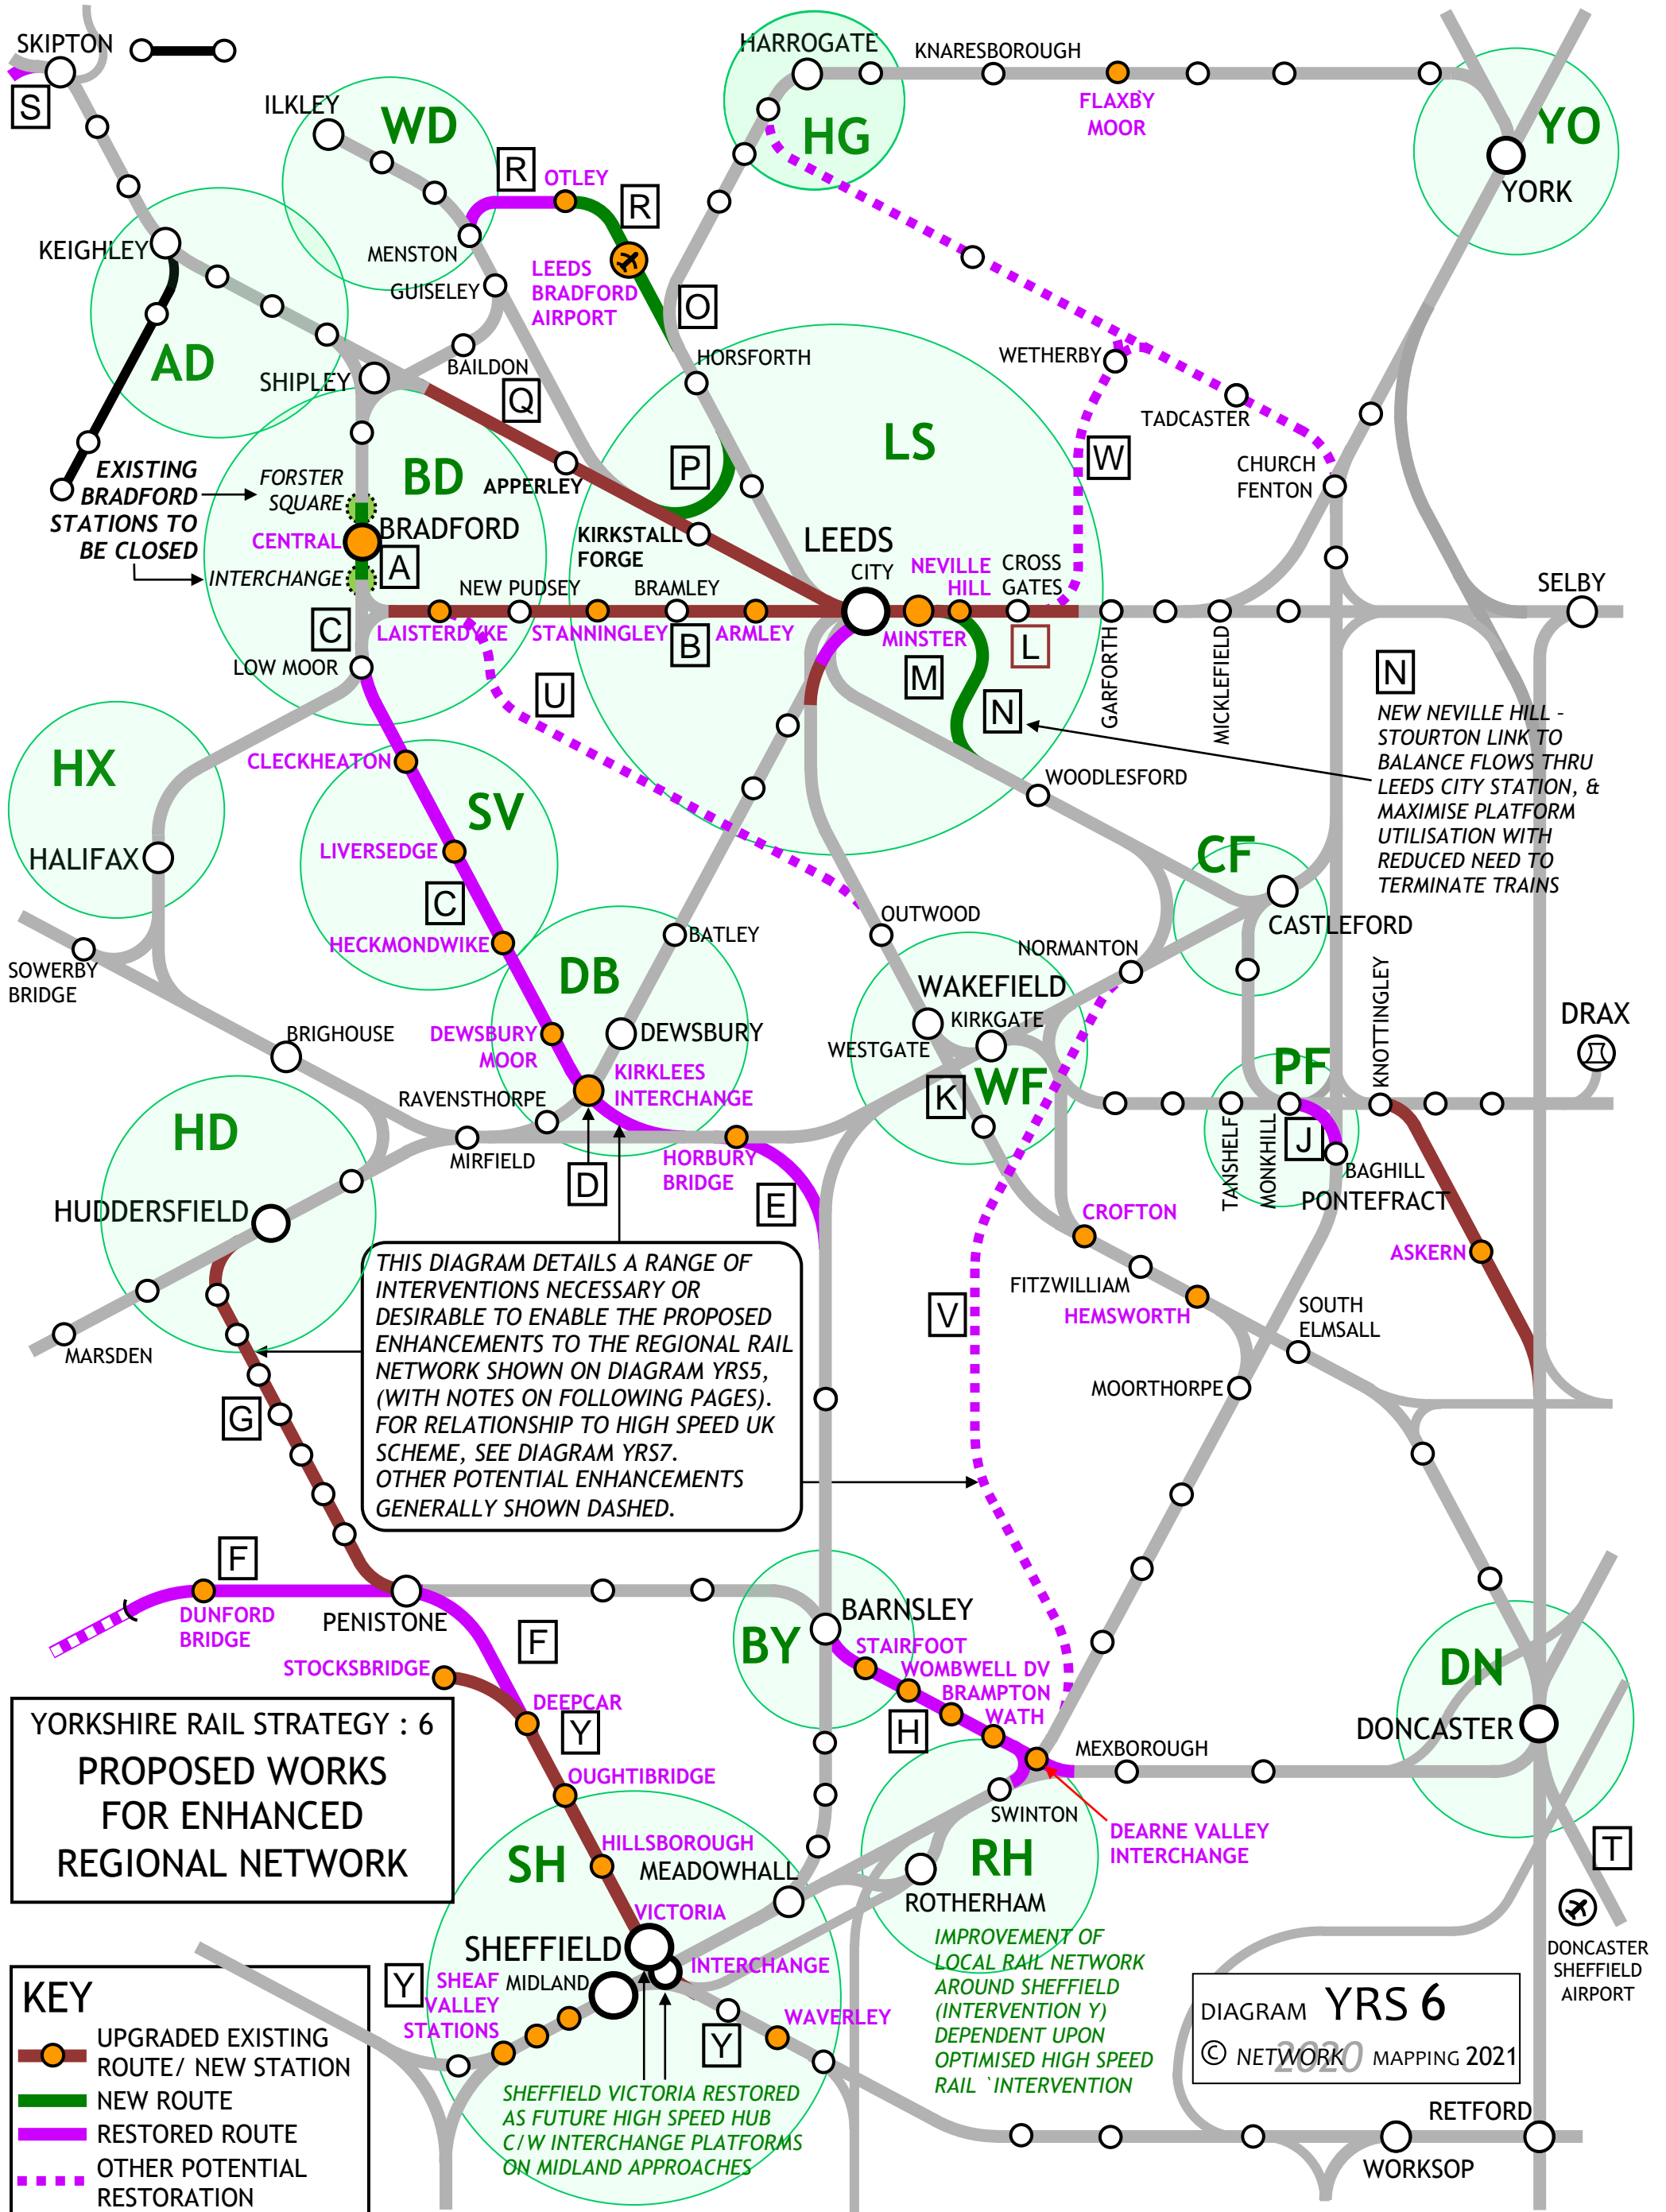 SKIPTON
S
HARROGATE
KNARESBOROUGH
FLAXBY
MOOR
HG
YO
YORK
ILKLEY
WD
R
OTLEY
R
MENSTON
LEEDS
BRADFORD
AIRPORT
GUISELEY
O
KEIGHLEY
AD
SHIPLEY
BAILDON
Q
HORSFORTH
WETHERBY
TADCASTER
LS
W
CHURCH
FENTON
EXISTING
BRADFORD
STATIONS TO
BE CLOSED
FORSTER
SQUARE
BD
BRADFORD
CENTRAL
A
INTERCHANGE
APPERLEY
P
KIRKSTALL
FORGE
LEEDS
CITY
NEVILLE
HILL
CROSS
GATES
SELBY
NEW PUDSEY
BRAMLEY
C
LAISTERDYKE
STANNINGLEY
B
ARMLEY
MINSTER
L
M
N
GARFORTH
MICKLEFIELD
LOW MOOR
U
N
NEW NEVILLE HILL -
STOURTON LINK TO
BALANCE FLOWS THRU
LEEDS CITY STATION, &
MAXIMISE PLATFORM
UTILISATION WITH
REDUCED NEED TO
TERMINATE TRAINS
HX
CLECKHEATON
WOODLESFORD
SV
HALIFAX
LIVERSEDGE
CF
CASTLEFORD
C
HECKMONDWIKE
BATLEY
OUTWOOD
NORMANTON
SOWERBY
BRIDGE
DB
WAKEFIELD
KIRKGATE
WESTGATE
KNOTTINGLEY
DRAX
BRIGHOUSE
DEWSBURY
MOOR
DEWSBURY
KIRKLEES
INTERCHANGE
RAVENSTHORPE
K
WF
PF
TANSHELF
MONKHILL
J
BAGHILL
PONTEFRACT
HD
MIRFIELD
D
HORBURY
BRIDGE
E
HUDDERSFIELD
CROFTON
ASKERN
FITZWILLIAM
HEMSWORTH
SOUTH
ELMSALL
V
MARSDEN
THIS DIAGRAM DETAILS A RANGE OF
INTERVENTIONS NECESSARY OR
DESIRABLE TO ENABLE THE PROPOSED
ENHANCEMENTS TO THE REGIONAL RAIL
NETWORK SHOWN ON DIAGRAM YRS5,
(WITH NOTES ON FOLLOWING PAGES).
FOR RELATIONSHIP TO HIGH SPEED UK
SCHEME, SEE DIAGRAM YRS7.
OTHER POTENTIAL ENHANCEMENTS
GENERALLY SHOWN DASHED.
G
MOORTHORPE
F
DUNFORD
BRIDGE
PENISTONE
F
BARNSLEY
BY
STAIRFOOT
WOMBWELL DV
BRAMPTON
WATH
H
DN
DONCASTER
STOCKSBRIDGE
DEEPCAR
Y
MEXBOROUGH
SWINTON
DEARNE VALLEY
INTERCHANGE
YORKSHIRE RAIL STRATEGY : 6
PROPOSED WORKS
FOR ENHANCED
REGIONAL NETWORK
OUGHTIBRIDGE
SH
HILLSBOROUGH
MEADOWHALL
RH
ROTHERHAM
T
VICTORIA
SHEFFIELD
MIDLAND
INTERCHANGE
DONCASTER
SHEFFIELD
AIRPORT
Y
SHEAF
VALLEY
STATIONS
Y
WAVERLEY
IMPROVEMENT OF
LOCAL RAIL NETWORK
AROUND SHEFFIELD
(INTERVENTION Y)
DEPENDENT UPON
OPTIMISED HIGH SPEED
RAIL `INTERVENTION
SHEFFIELD VICTORIA RESTORED
AS FUTURE HIGH SPEED HUB
C/W INTERCHANGE PLATFORMS
ON MIDLAND APPROACHES
DIAGRAM YRS 6
© NETWORK 2020 MAPPING 2021
RETFORD
WORKSOP
KEY
UPGRADED EXISTING
ROUTE/ NEW STATION
NEW ROUTE
RESTORED ROUTE
OTHER POTENTIAL
RESTORATION